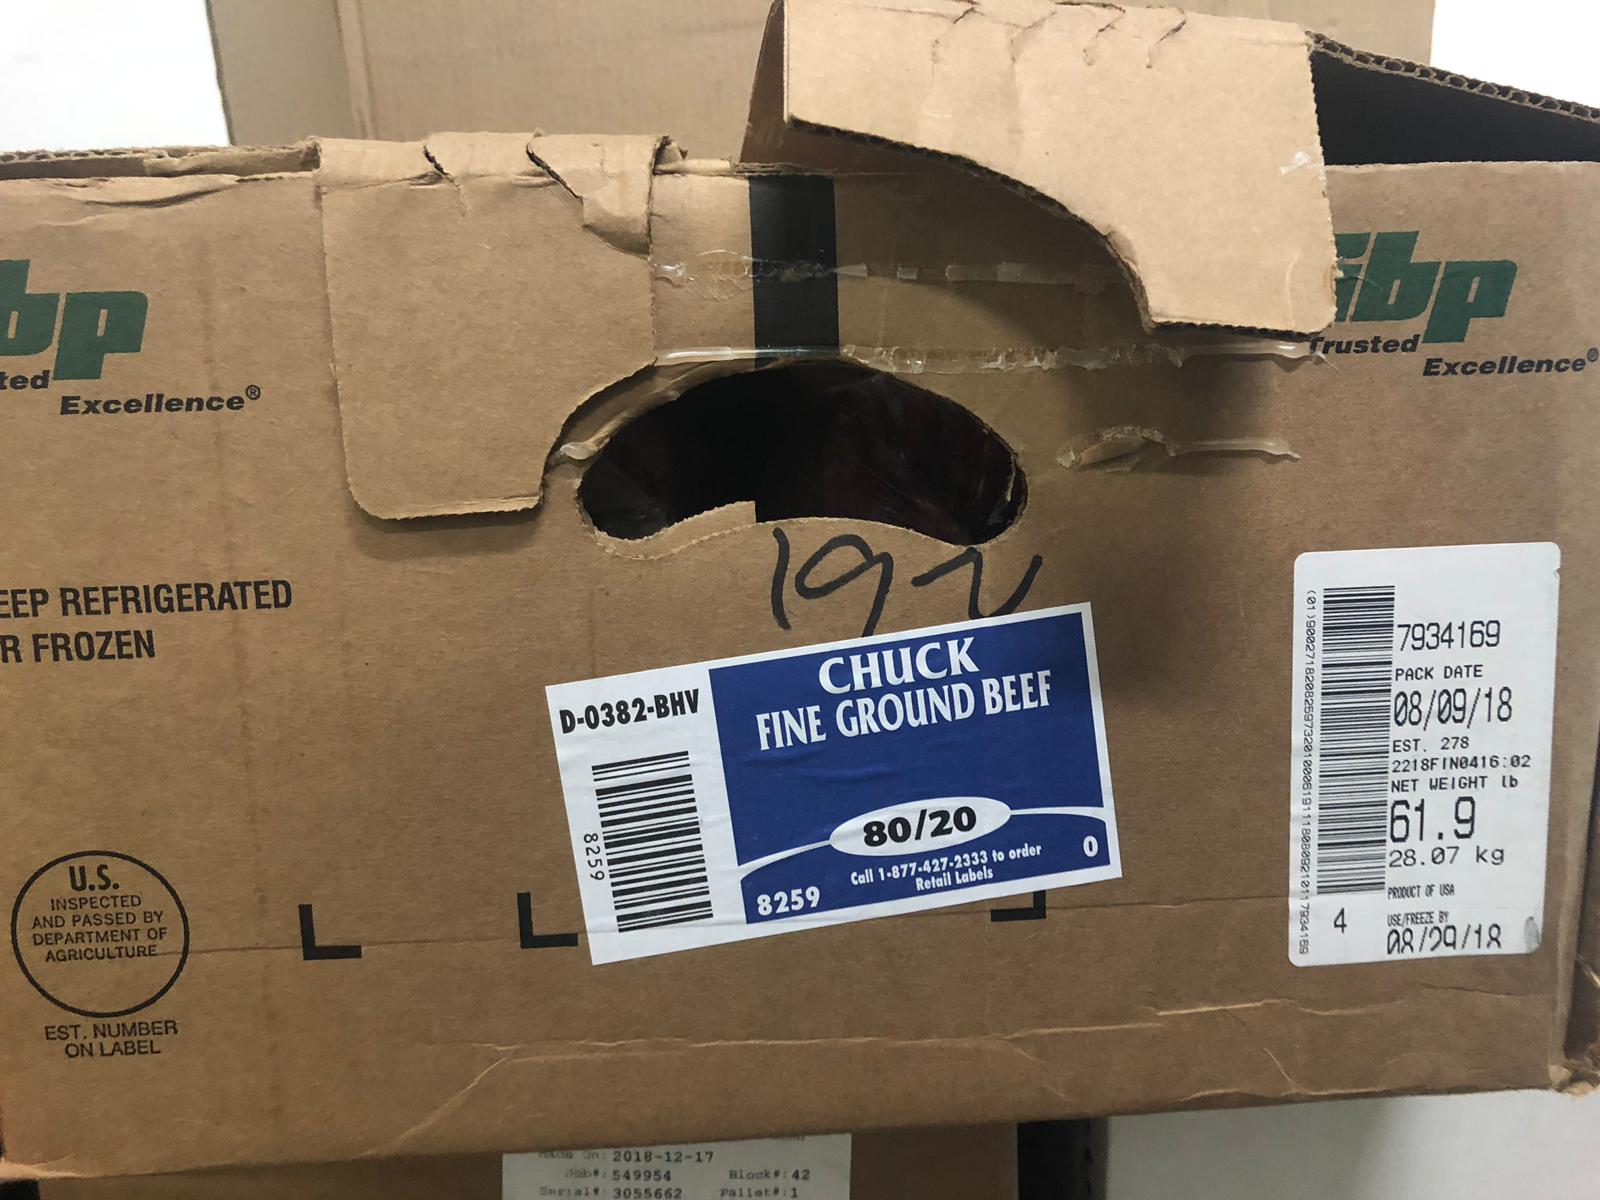 bp
ted
Excellence®
ibp
Trusted
Excellence®
EEP REFRIGERATED
R FROZEN
192
D-0382-BHV
8259
CHUCK
FINE GROUND BEEF
80/20
Call 1-877-427-2333 to order
Retail Labels
8259
0
7934169
PACK DATE
08/09/18
EST. 278
2218FIN0416:02
NET WEIGHT lb
61.9
28.07 kg
PRODUCT OF USA
4
USE/FREEZE BY
08/29/18
U.S.
INSPECTED
AND PASSED BY
DEPARTMENT OF
AGRICULTURE
EST. NUMBER
ON LABEL
Made On: 2018-12-17
Job#: 549954 Block#: 42
Serial#: 3055662 Pallet#: 1